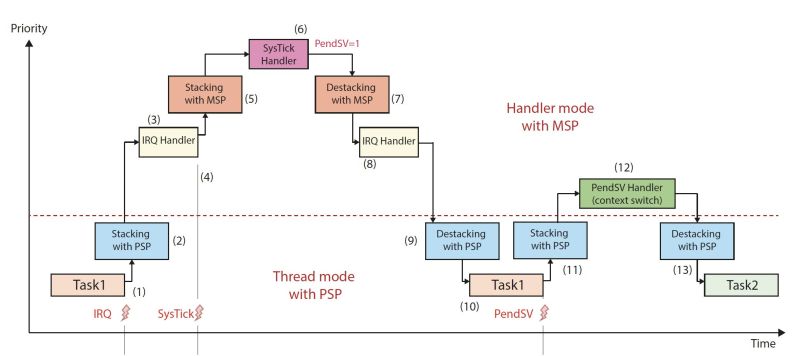 Priority
(6)
SysTick
Handler
PendSV=1
Stacking
with MSP
(5)
Destacking
with MSP
(7)
Handler mode
with MSP
(3)
IRQ Handler
(4)
IRQ Handler
(8)
(12)
PendSV Handler
(context switch)
Stacking
with PSP
(2)
(9)
Destacking
with PSP
Stacking
with PSP
(11)
Destacking
with PSP
(13)
Thread mode
with PSP
Task1
(1)
Task1
(10)
Task2
IRQ
SysTick
PendSV
Time